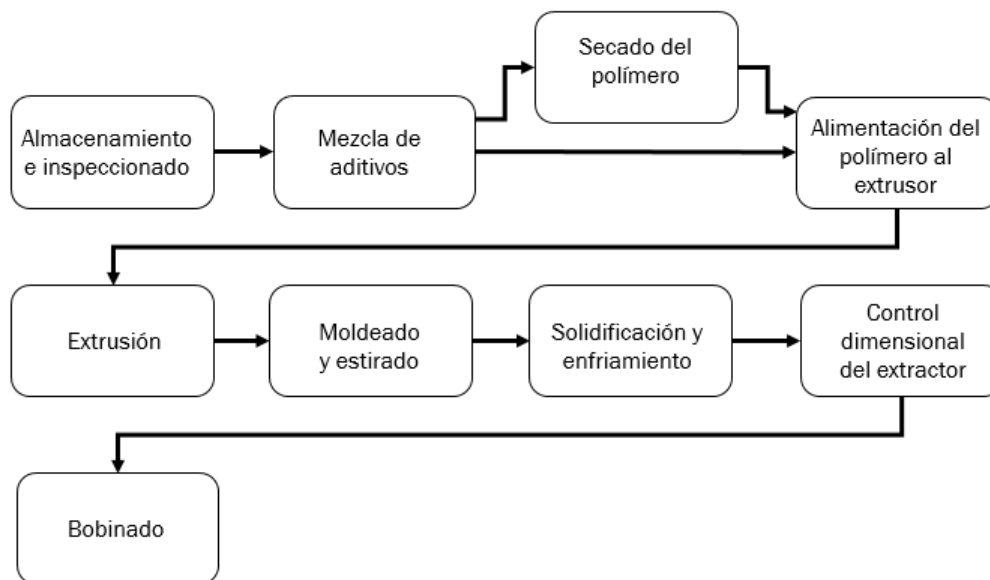 Secado del
polímero
Almacenamiento
e inspeccionado
Mezcla de
aditivos
Alimentación del
polímero al
extrusor
Extrusión
Moldeado
y estirado
Solidificación y
enfriamiento
Control
dimensional
del extractor
Bobinado